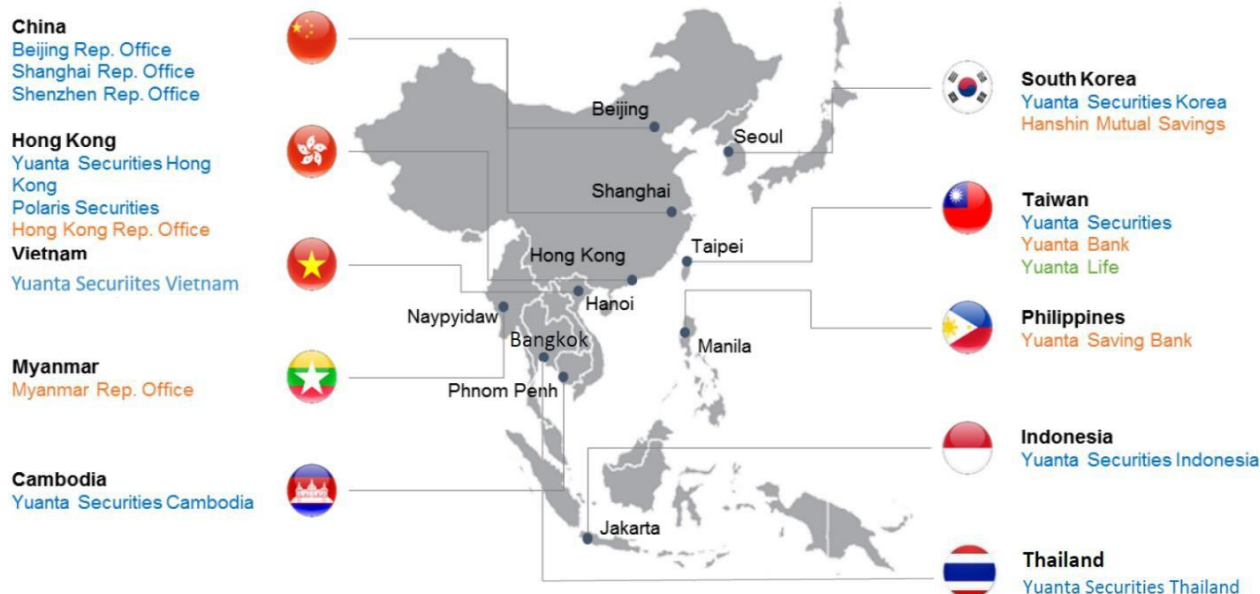 China
Beijing Rep. Office
Shanghai Rep. Office
Shenzhen Rep. Office
Hong Kong
Yuanta Securities Hong
Kong
Polaris Securities
Hong Kong Rep. Office
Vietnam
Yuanta Securiites Vietnam
Myanmar
Myanmar Rep. Office
Cambodia
Yuanta Securities Cambodia
Beijing
Seoul
Shanghai
Taipei
Hong Kong
Hanoi
Naypyidaw
Bangkok
Manila
Phnom Penh
Jakarta
South Korea
Yuanta Securities Korea
Hanshin Mutual Savings
Taiwan
Yuanta Securities
Yuanta Bank
Yuanta Life
Philippines
Yuanta Saving Bank
Indonesia
Yuanta Securities Indonesia
Thailand
Yuanta Securities Thailand